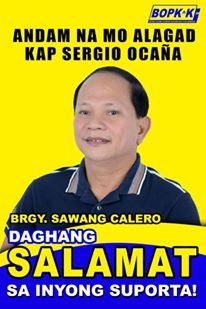 BOPK-K
ANDAM NA MO ALAGAD
KAP SERGIO OCAÑA
BRGY. SAWANG CALERO
DAGHANG
SALAMAT
SA INYONG SUPORTA!